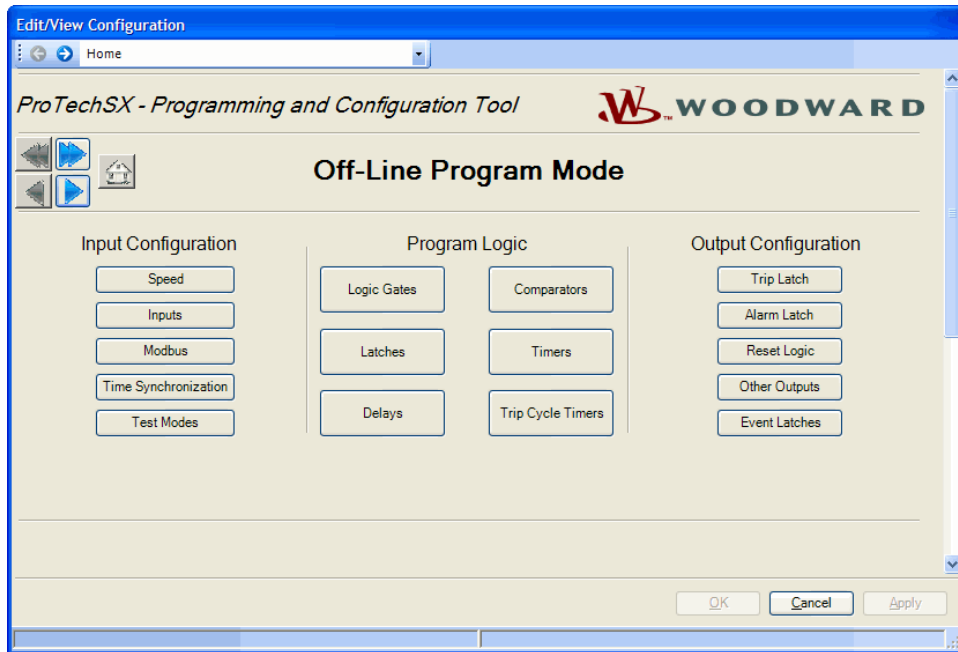 Edit/View Configuration
Home
ProTechSX - Programming and Configuration Tool
WOODWARD
Off-Line Program Mode
Input Configuration
Program Logic
Output Configuration
Speed
Logic Gates
Comparators
Trip Latch
Inputs
Alarm Latch
Modbus
Latches
Timers
Reset Logic
Time Synchronization
Other Outputs
Test Modes
Delays
Trip Cycle Timers
Event Latches
OK
Cancel
Apply